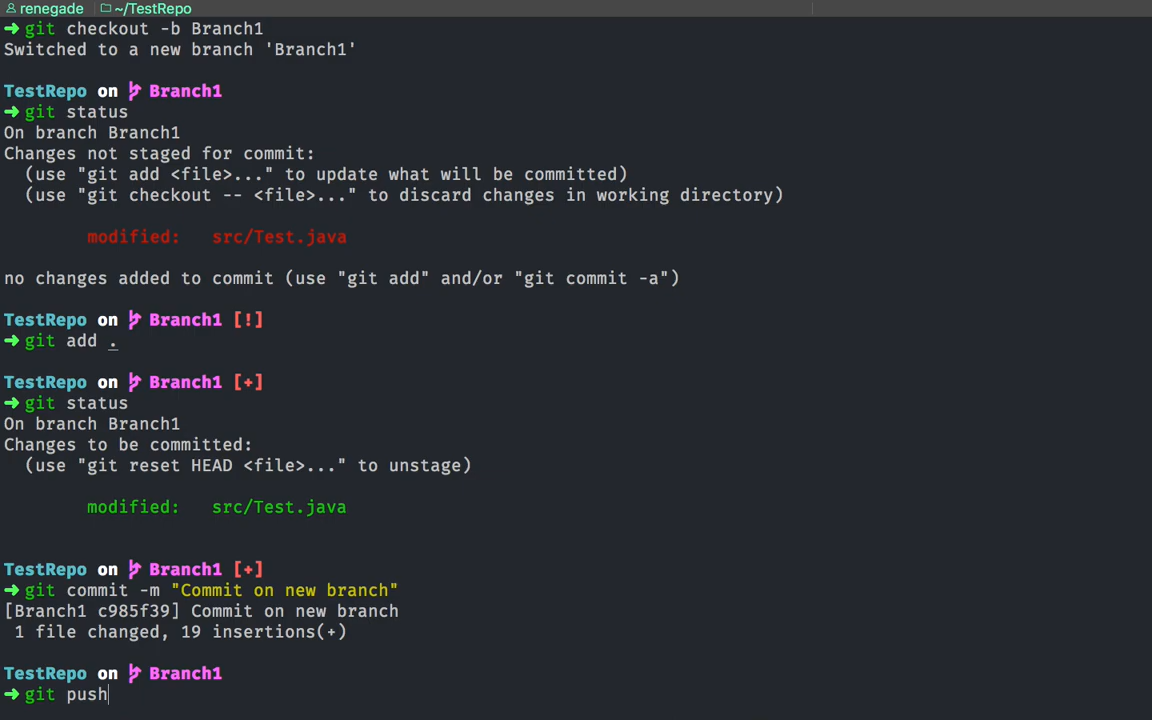 renegade ~/TestRepo
➜ git checkout -b Branch1
Switched to a new branch 'Branch1'
TestRepo on Branch1
➜ git status
On branch Branch1
Changes not staged for commit:
  (use "git add <file>..." to update what will be committed)
  (use "git checkout -- <file>..." to discard changes in working directory)
        modified:   src/Test.java
no changes added to commit (use "git add" and/or "git commit -a")
TestRepo on Branch1 [!]
➜ git add .
TestRepo on Branch1 [+]
➜ git status
On branch Branch1
Changes to be committed:
  (use "git reset HEAD <file>..." to unstage)
        modified:   src/Test.java
TestRepo on Branch1 [+]
➜ git commit -m "Commit on new branch"
[Branch1 c985f39] Commit on new branch
 1 file changed, 19 insertions(+)
TestRepo on Branch1
➜ git push